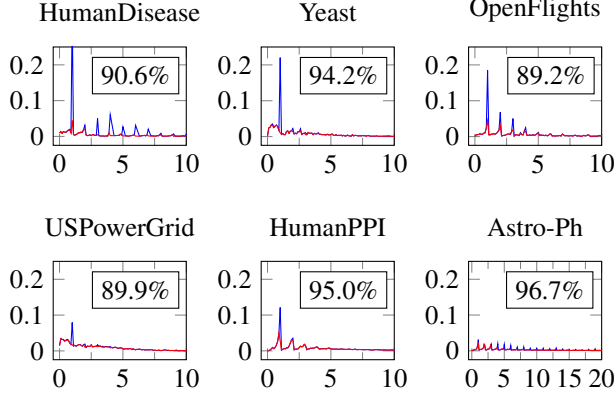 HumanDisease Yeast OpenFlights
0.2 90.6% 0.2 94.2% 0.2 89.2%
0.1 0.1 0.1
0 0 0
0 5 10 0 5 10 0 5 10
USPowerGrid HumanPPI Astro-Ph
0.2 89.9% 0.2 95.0% 0.2 96.7%
0.1 0.1 0.1
0 0 0
0 5 10 0 5 10 0 5 10 15 20